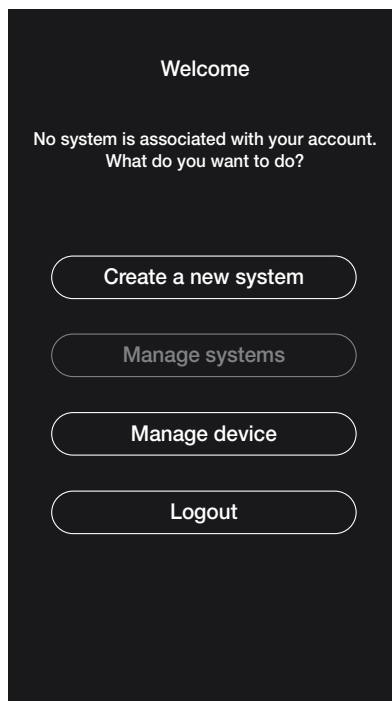 Welcome
No system is associated with your account.
What do you want to do?
Create a new system
Manage systems
Manage device
Logout